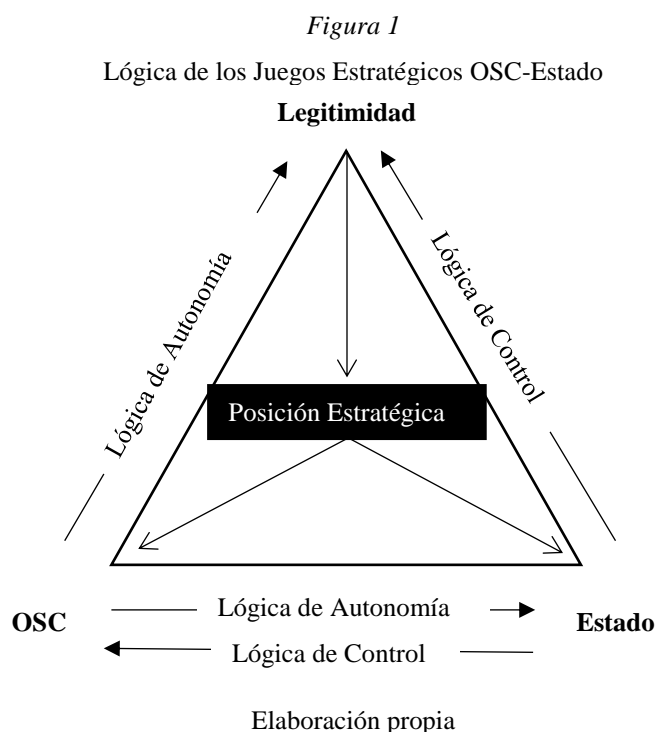 Figura 1
Lógica de los Juegos Estratégicos OSC-Estado
Legitimidad
Lógica de Autonomía
Lógica de Control
Posición Estratégica
OSC
Lógica de Autonomía
Estado
Lógica de Control
Elaboración propia